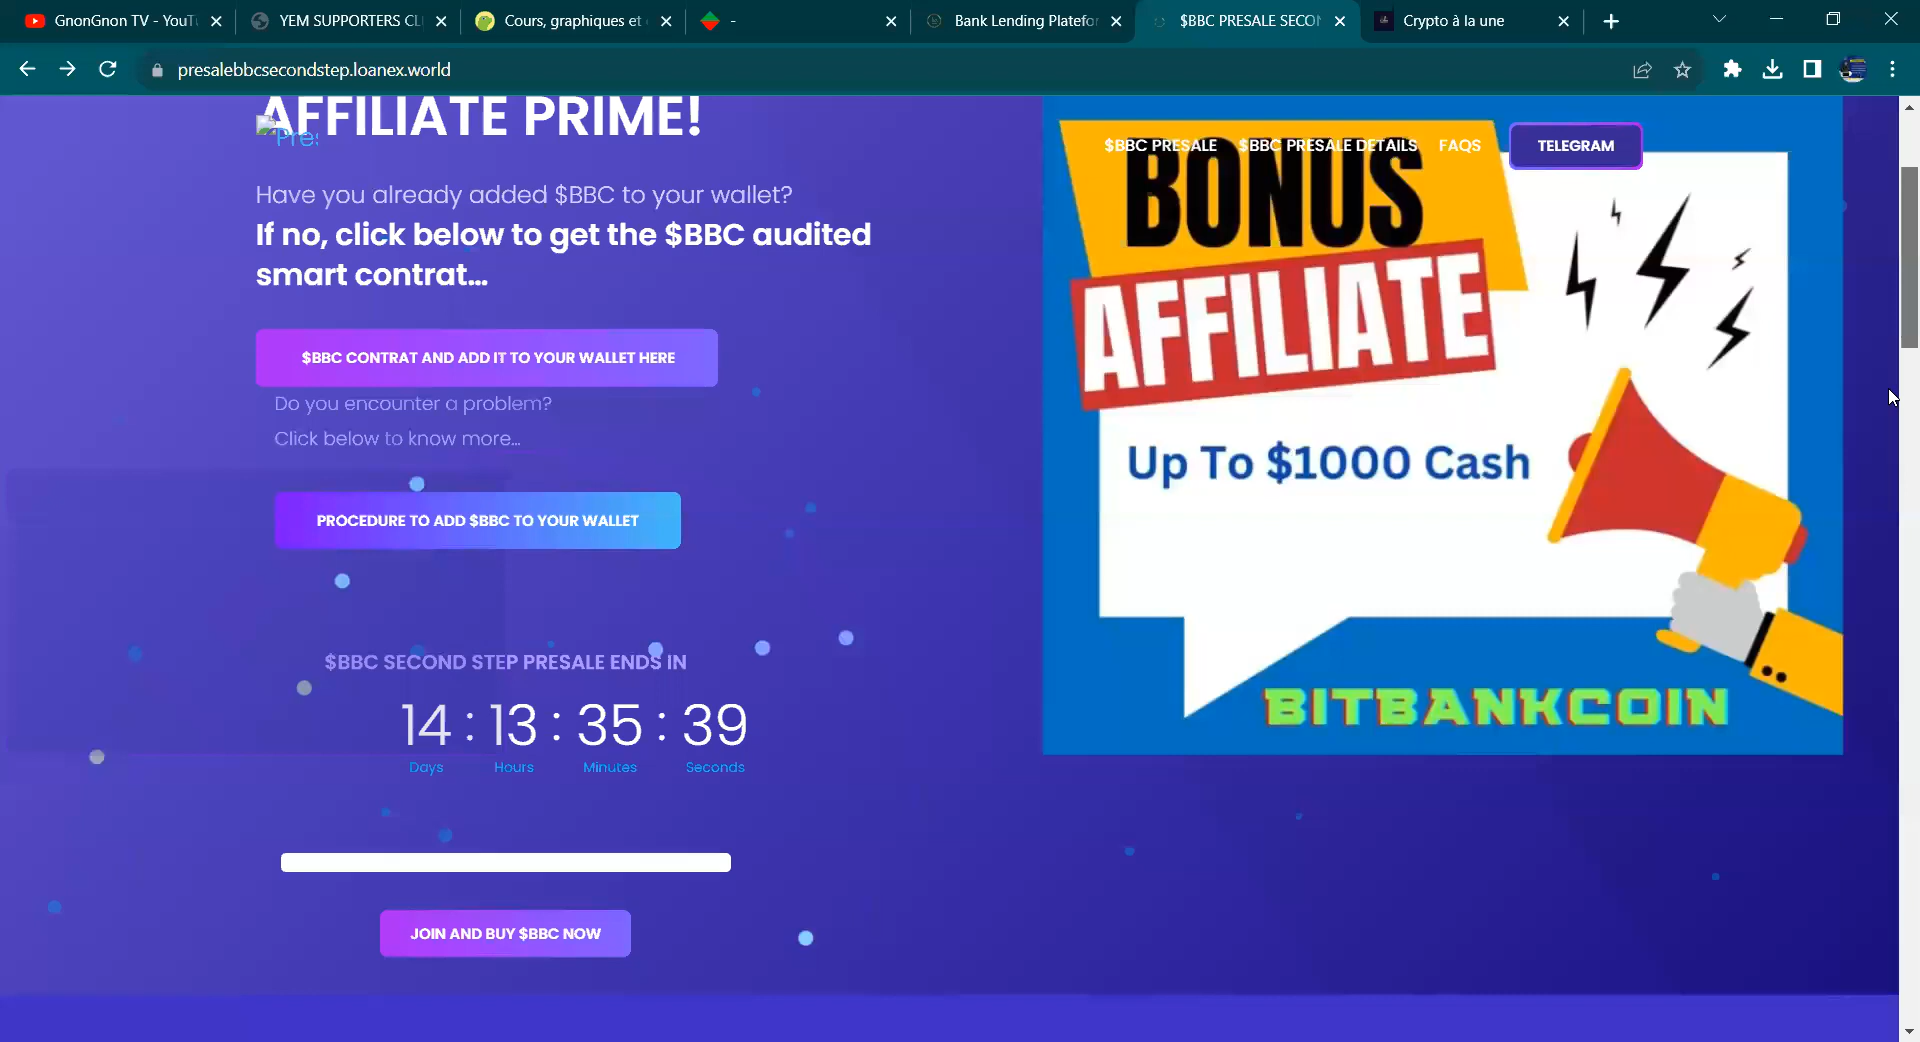 GnonGnon TV - YouT
YEM SUPPORTERS CL
Cours, graphiques et
-
Bank Lending Platefor
$BBC PRESALE SECON
Crypto à la une
presalebbcsecondstep.loanex.world
AFFILIATE PRIME!
Pres
$BBC PRESALE
$BBC PRESALE DETAILS
FAQS
TELEGRAM
Have you already added $BBC to your wallet?
If no, click below to get the $BBC audited
smart contrat...
$BBC CONTRAT AND ADD IT TO YOUR WALLET HERE
Do you encounter a problem?
Click below to know more...
PROCEDURE TO ADD $BBC TO YOUR WALLET
$BBC SECOND STEP PRESALE ENDS IN
14 : 13 : 35 : 39
Days Hours Minutes Seconds
JOIN AND BUY $BBC NOW
BONUS
AFFILIATE
Up To $1000 Cash
BITBANKCOIN